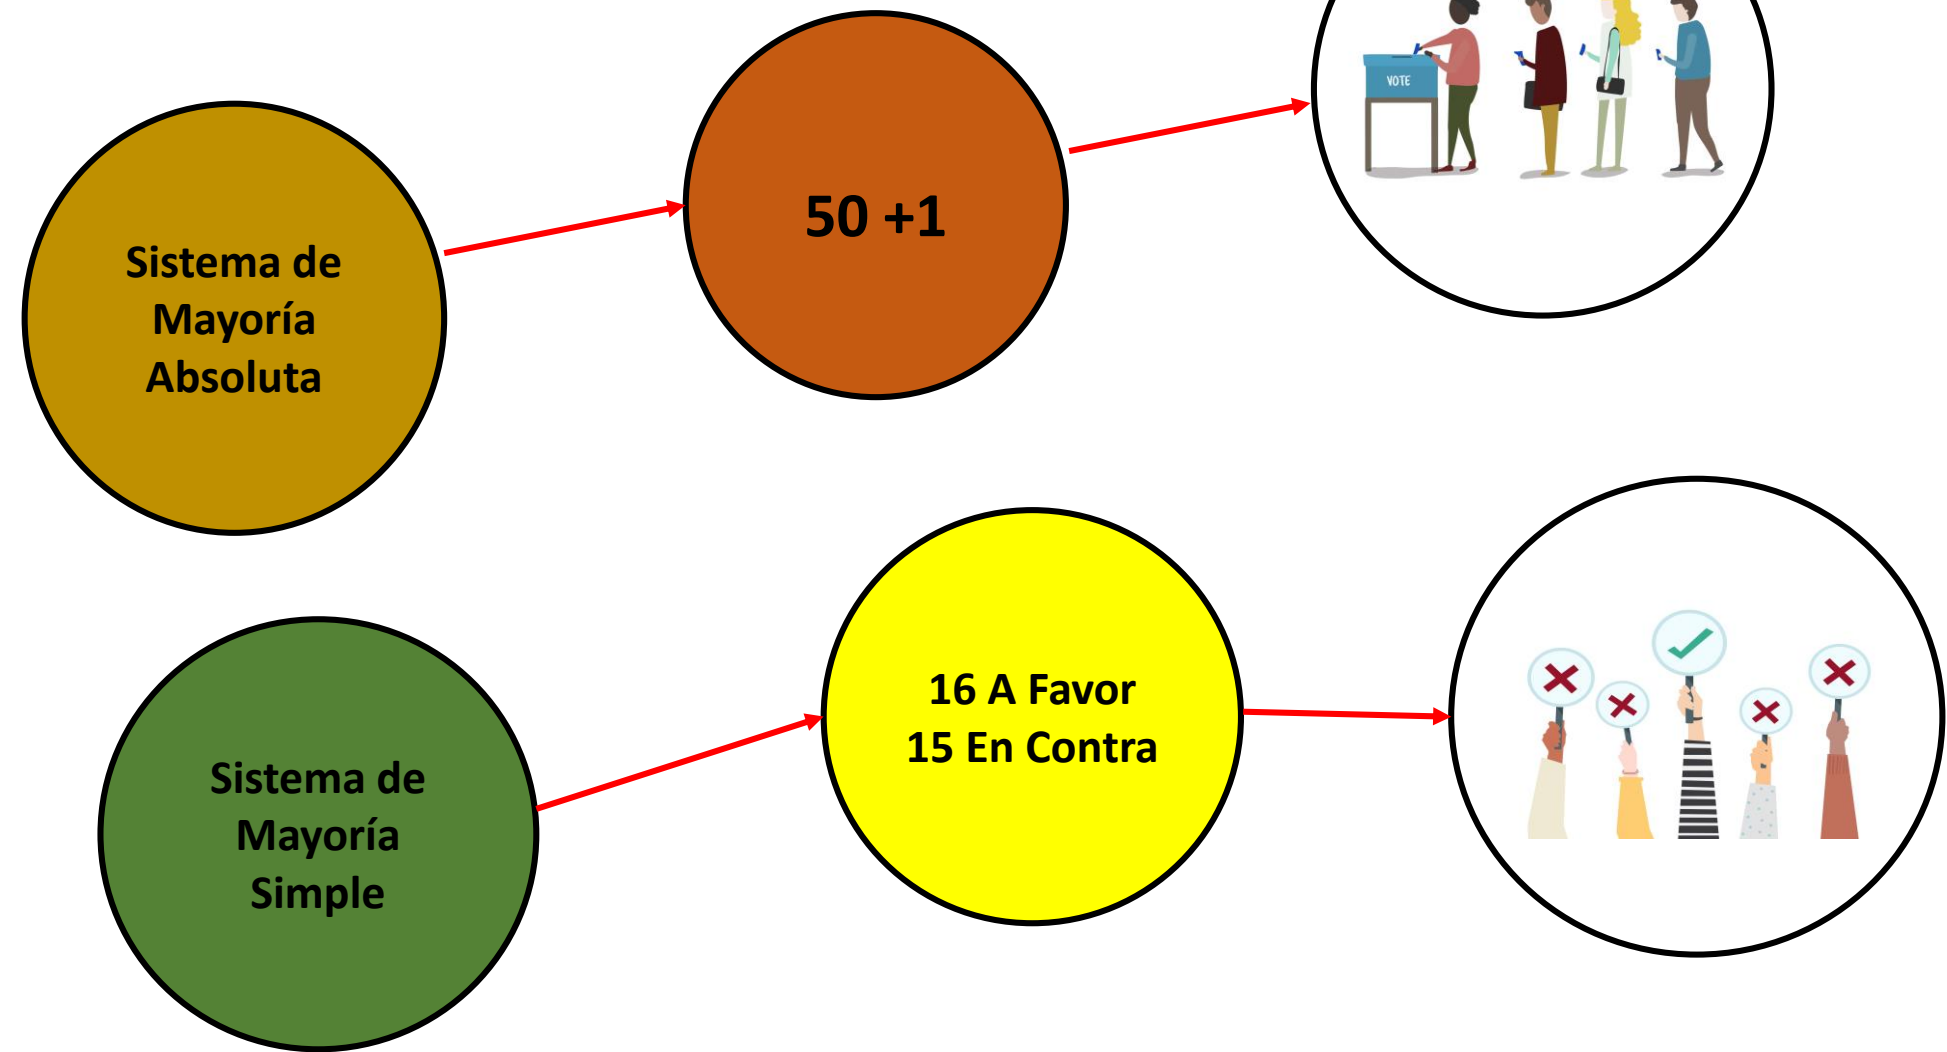 Sistema de
Mayoría
Absoluta
50 +1
VOTE
Sistema de
Mayoría
Simple
16 A Favor
15 En Contra